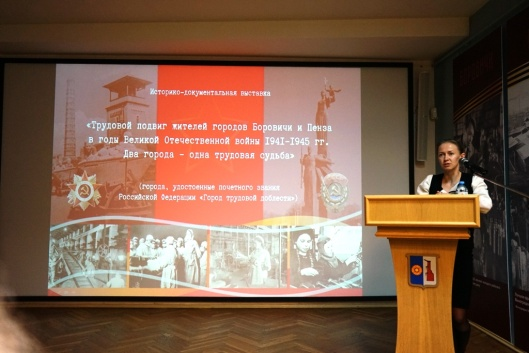 Историко-документальная выставка
«Трудовой подвиг жителей городов Боровичи и Пенза
в годы Великой Отечественной войны 1941-1945 гг.
Два города - одна трудовая судьба»
(города, удостоенные почетного звания
Российской Федерации «Город трудовой доблести»)